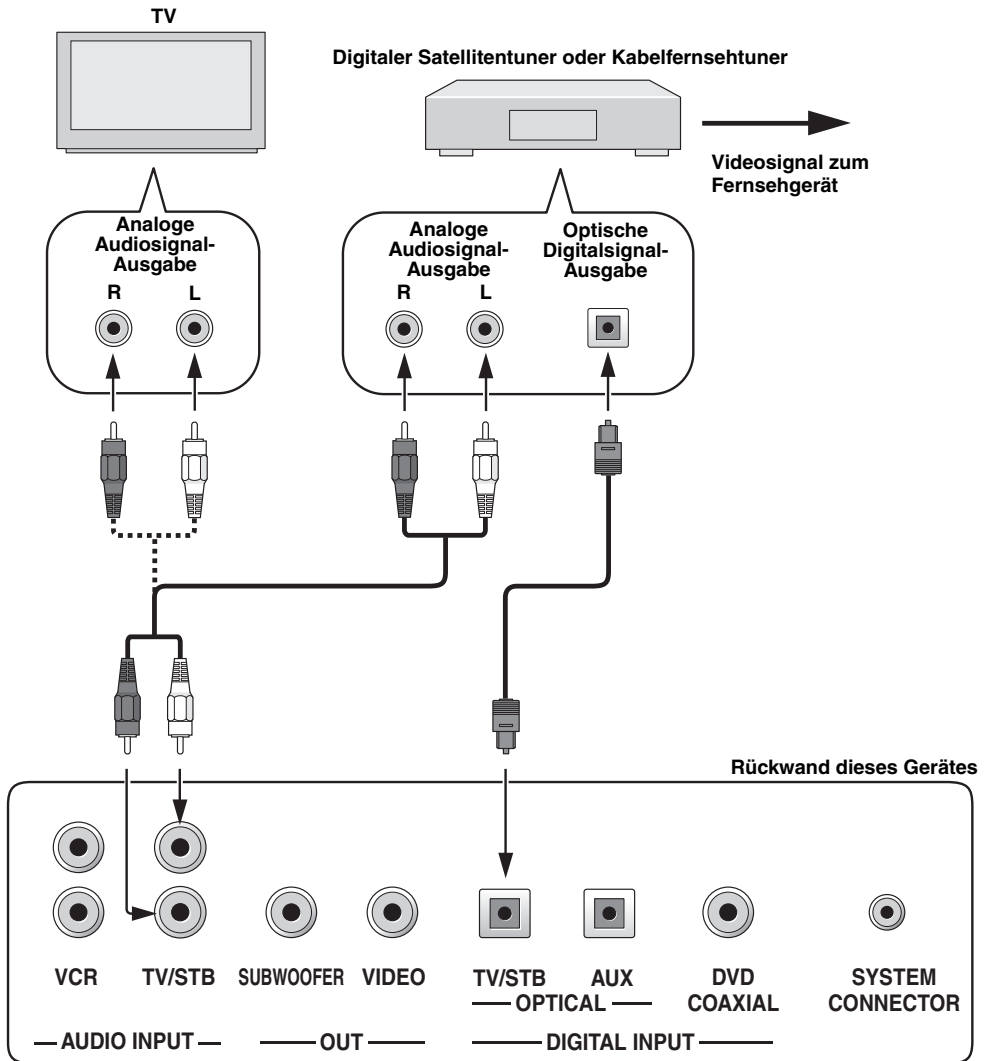 TV
Digitaler Satellitentuner oder Kabelfernsehtuner
Videosignal zum
Fernsehgerät
Analoge
Audiosignal-
Ausgabe
R L
Analoge
Audiosignal-
Ausgabe
R L
Optische
Digitalsignal-
Ausgabe
Rückwand dieses Gerätes
VCR TV/STB SUBWOOFER VIDEO TV/STB AUX DVD SYSTEM
OPTICAL COAXIAL CONNECTOR
AUDIO INPUT OUT DIGITAL INPUT